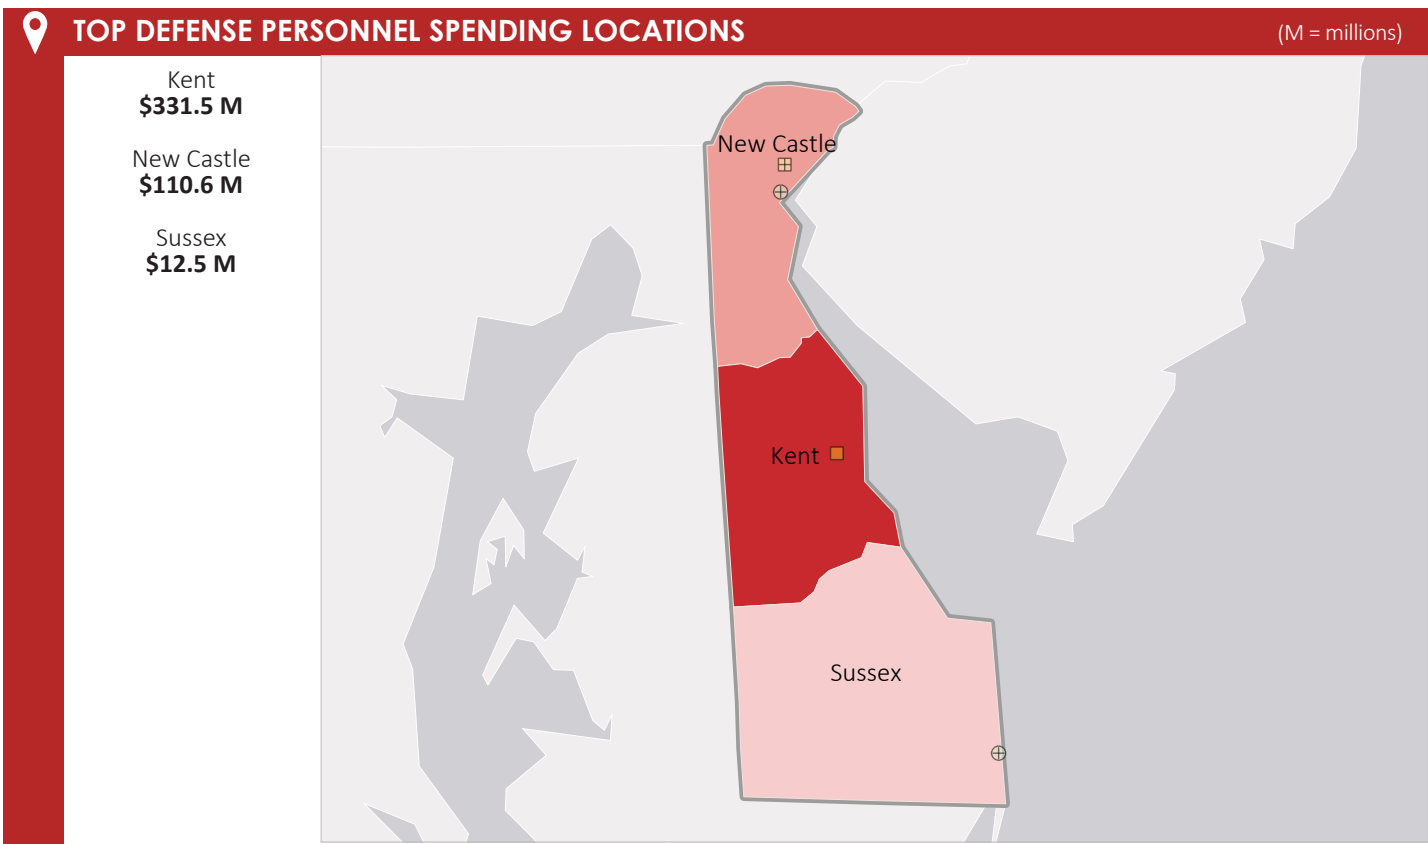 TOP DEFENSE PERSONNEL SPENDING LOCATIONS
(M = millions)
Kent
$331.5 M
New Castle
$110.6 M
Sussex
$12.5 M
New Castle
Kent
Sussex